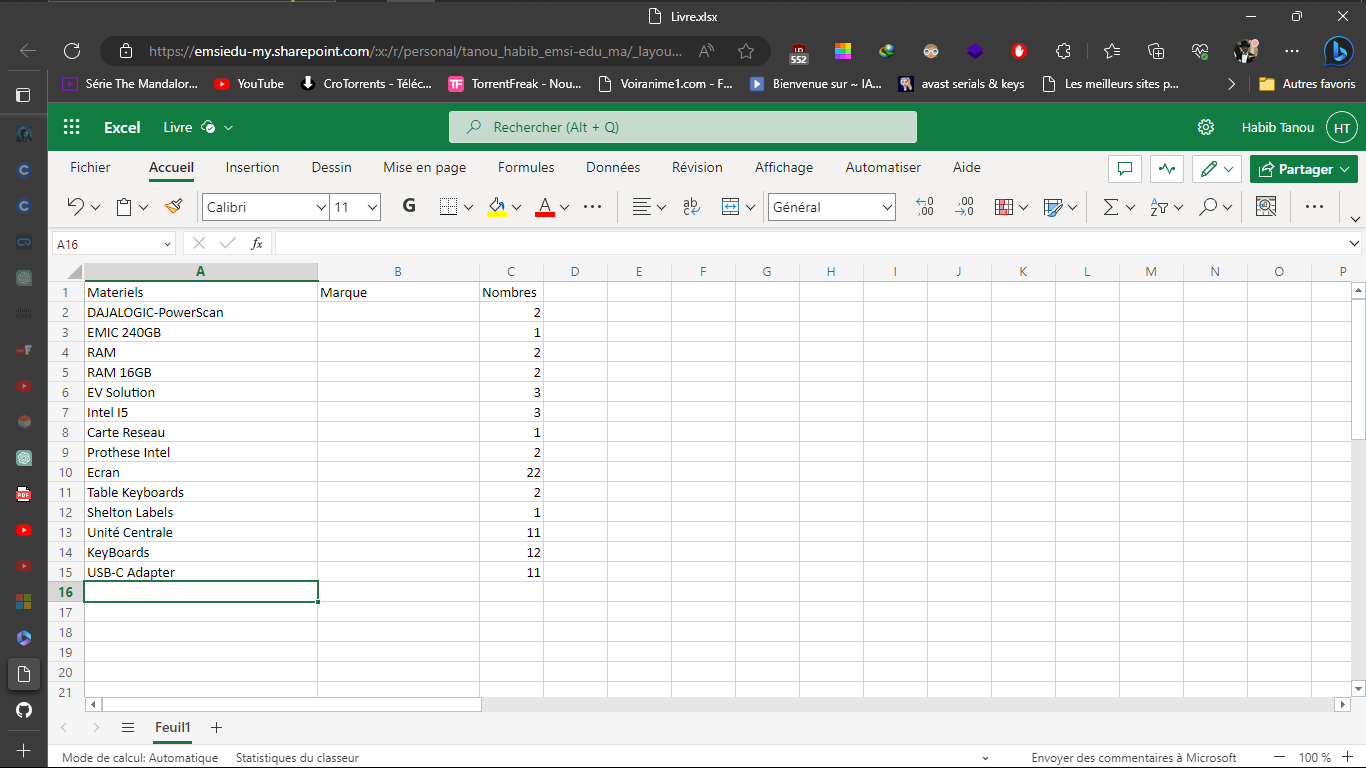 Livre.xlsx
https://emsiedu-my.sharepoint.com/:x:/r/personal/tanou_habib_emsi-edu_ma/_layou...
552
Série The Mandalor... YouTube CroTorrents - Téléc... TorrentFreak - Nou... Voiranime1.com - F... Bienvenue sur ~ IA... avast serials & keys Les meilleurs sites p... Autres favoris
Excel Livre Rechercher (Alt + Q) Habib Tanou HT
Fichier Accueil Insertion Dessin Mise en page Formules Données Révision Affichage Automatiser Aide Partager
Calibri 11 G A ab c Général
A16 fx
A B C D E F G H I J K L M N O P
1 Materiels Marque Nombres
2 DAJALOGIC-PowerScan 2
3 EMIC 240GB 1
4 RAM 2
5 RAM 16GB 2
6 EV Solution 3
7 Intel I5 3
8 Carte Reseau 1
9 Prothese Intel 2
10 Ecran 22
11 Table Keyboards 2
12 Shelton Labels 1
13 Unité Centrale 11
14 KeyBoards 12
15 USB-C Adapter 11
16
17
18
19
20
21
Feuil1
Mode de calcul: Automatique Statistiques du classeur Envoyer des commentaires à Microsoft 100 %